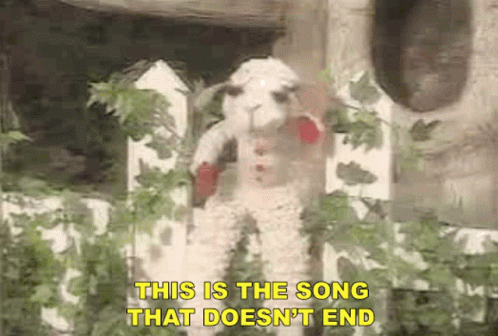 THIS IS THE SONG
THAT DOESN'T END